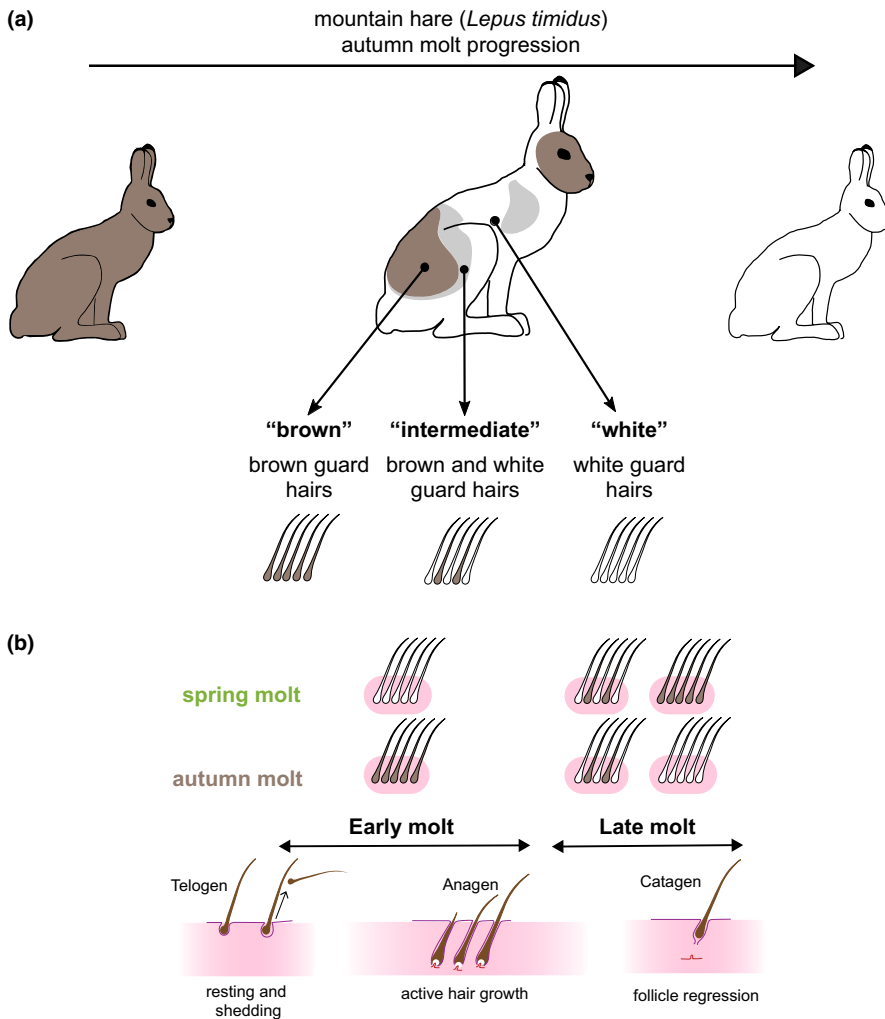 (a)
mountain hare (Lepus timidus)
autumn molt progression
“brown”
brown guard
hairs
“intermediate”
brown and white
guard hairs
“white”
white guard
hairs
(b)
spring molt
autumn molt
Early molt
Late molt
Telogen
Anagen
Catagen
resting and
shedding
active hair growth
follicle regression